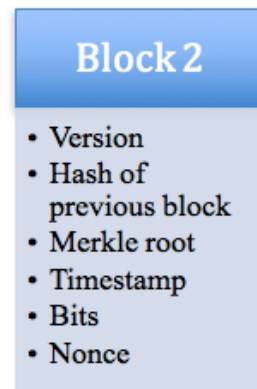 Block 2
• Version
• Hash of
previous block
• Merkle root
• Timestamp
• Bits
• Nonce